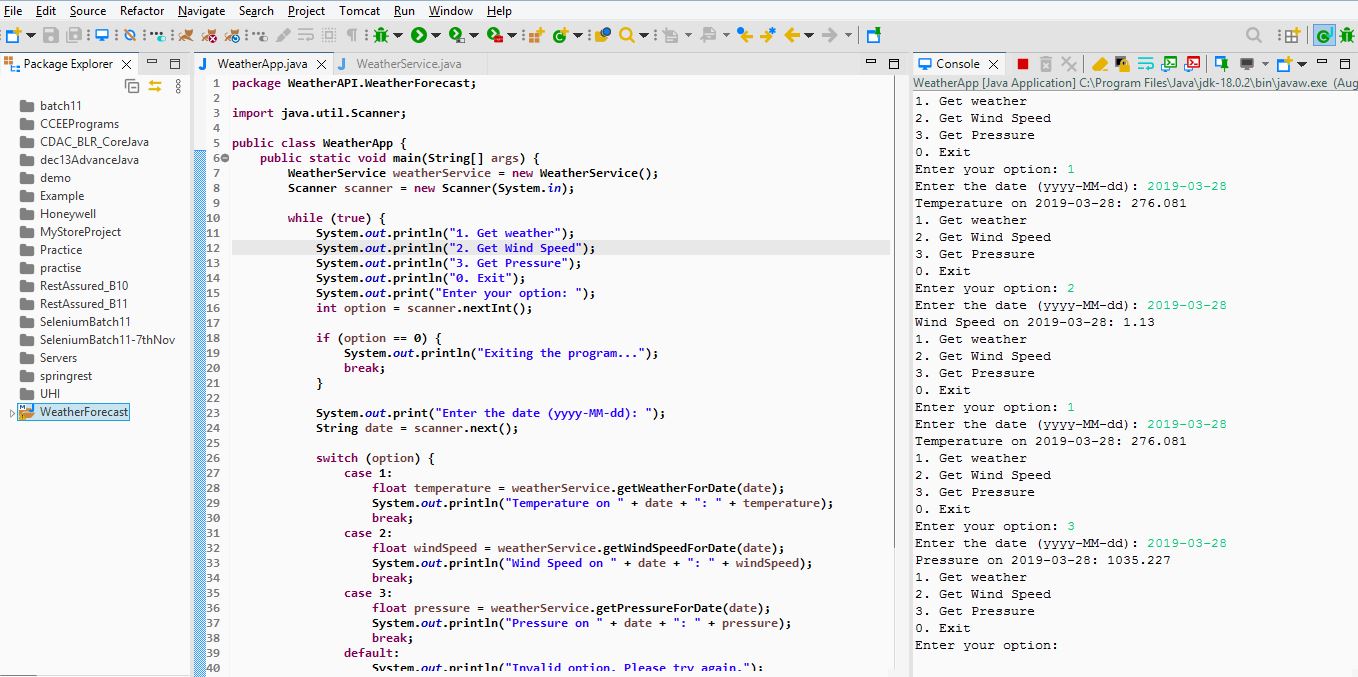 File Edit Source Refactor Navigate Search Project Tomcat Run Window Help
Package Explorer
batch11
CCEEPrograms
CDAC_BLR_CoreJava
dec13AdvanceJava
demo
Example
Honeywell
MyStoreProject
Practice
practise
RestAssured_B10
RestAssured_B11
SeleniumBatch11
SeleniumBatch11-7thNov
Servers
springrest
UHI
WeatherForecast
WeatherApp.java WeatherService.java
1 package WeatherAPI.WeatherForecast;
2
3 import java.util.Scanner;
4
5 public class WeatherApp {
6 public static void main(String[] args) {
7 WeatherService weatherService = new WeatherService();
8 Scanner scanner = new Scanner(System.in);
9
10 while (true) {
11 System.out.println("1. Get weather");
12 System.out.println("2. Get Wind Speed");
13 System.out.println("3. Get Pressure");
14 System.out.println("0. Exit");
15 System.out.print("Enter your option: ");
16 int option = scanner.nextInt();
17
18 if (option == 0) {
19 System.out.println("Exiting the program...");
20 break;
21 }
22
23 System.out.print("Enter the date (yyyy-MM-dd): ");
24 String date = scanner.next();
25
26 switch (option) {
27 case 1:
28 float temperature = weatherService.getWeatherForDate(date);
29 System.out.println("Temperature on " + date + ": " + temperature);
30 break;
31 case 2:
32 float windSpeed = weatherService.getWindSpeedForDate(date);
33 System.out.println("Wind Speed on " + date + ": " + windSpeed);
34 break;
35 case 3:
36 float pressure = weatherService.getPressureForDate(date);
37 System.out.println("Pressure on " + date + ": " + pressure);
38 break;
39 default:
40 System.out.println("Invalid option. Please try again.");
Console
WeatherApp [Java Application] C:\Program Files\Java\jdk-18.0.2\bin\javaw.exe (Aug
1. Get weather
2. Get Wind Speed
3. Get Pressure
0. Exit
Enter your option: 1
Enter the date (yyyy-MM-dd): 2019-03-28
Temperature on 2019-03-28: 276.081
1. Get weather
2. Get Wind Speed
3. Get Pressure
0. Exit
Enter your option: 2
Enter the date (yyyy-MM-dd): 2019-03-28
Wind Speed on 2019-03-28: 1.13
1. Get weather
2. Get Wind Speed
3. Get Pressure
0. Exit
Enter your option: 1
Enter the date (yyyy-MM-dd): 2019-03-28
Temperature on 2019-03-28: 276.081
1. Get weather
2. Get Wind Speed
3. Get Pressure
0. Exit
Enter your option: 3
Enter the date (yyyy-MM-dd): 2019-03-28
Pressure on 2019-03-28: 1035.227
1. Get weather
2. Get Wind Speed
3. Get Pressure
0. Exit
Enter your option: